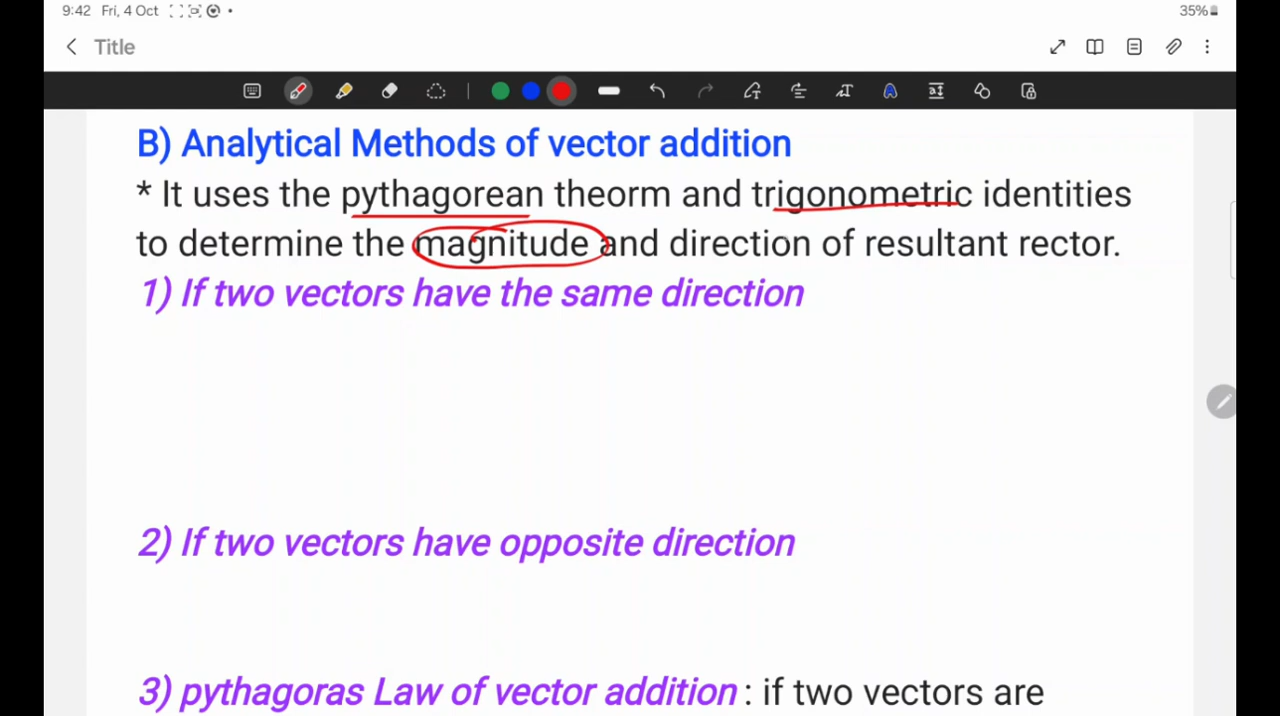 9:42 Fri, 4 Oct
35%
Title
B) Analytical Methods of vector addition
* It uses the pythagorean theorm and trigonometric identities
to determine the magnitude and direction of resultant rector.
1) If two vectors have the same direction
2) If two vectors have opposite direction
3) pythagoras Law of vector addition : if two vectors are